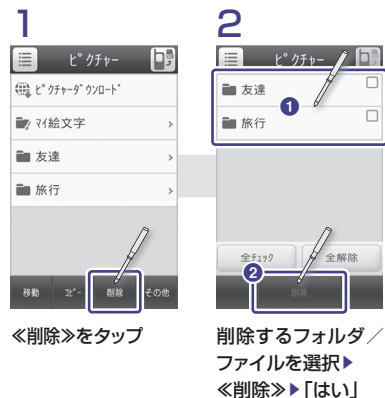 1
ﾋﾟｸﾁｬｰ
ﾋﾟｸﾁｬｰﾀﾞｳﾝﾛｰﾄﾞ
ﾏｲ絵文字
友達
旅行
移動 ｺﾋﾟｰ 削除 その他
≪削除≫をタップ
2
ﾋﾟｸﾁｬｰ
友達
1
旅行
全ﾁｪｯｸ 全解除
2
削除
削除するフォルダ／
ファイルを選択▶
≪削除≫▶「はい」